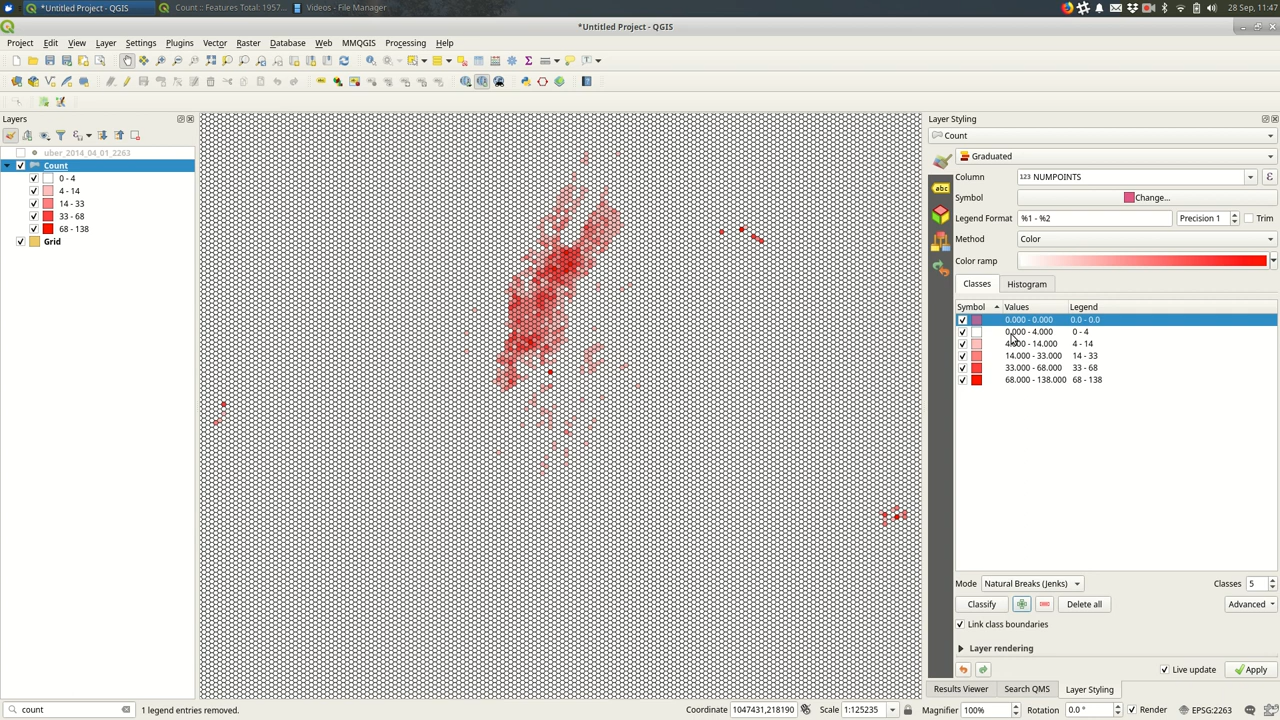 *Untitled Project - QGIS
Count :: Features Total: 1957...
Videos - File Manager
28 Sep, 11:47
*Untitled Project - QGIS
Project Edit View Layer Settings Plugins Vector Raster Database Web MMQGIS Processing Help
Layers
uber_2014_04_01_2263
Count
0 - 4
4 - 14
14 - 33
33 - 68
68 - 138
Grid
Layer Styling
Count
Graduated
Column 123 NUMPOINTS ε
Symbol Change...
Legend Format %1 - %2 Precision 1 Trim
Method Color
Color ramp
Classes Histogram
Symbol Values Legend
0.000 - 0.000 0.0 - 0.0
0.000 - 4.000 0 - 4
4.000 - 14.000 4 - 14
14.000 - 33.000 14 - 33
33.000 - 68.000 33 - 68
68.000 - 138.000 68 - 138
Mode Natural Breaks (Jenks) Classes 5
Classify Delete all Advanced
Link class boundaries
Layer rendering
Live update Apply
Results Viewer Search QMS Layer Styling
count 1 legend entries removed. Coordinate 1047431,218190 Scale 1:125235 Magnifier 100% Rotation 0.0 ° Render EPSG:2263